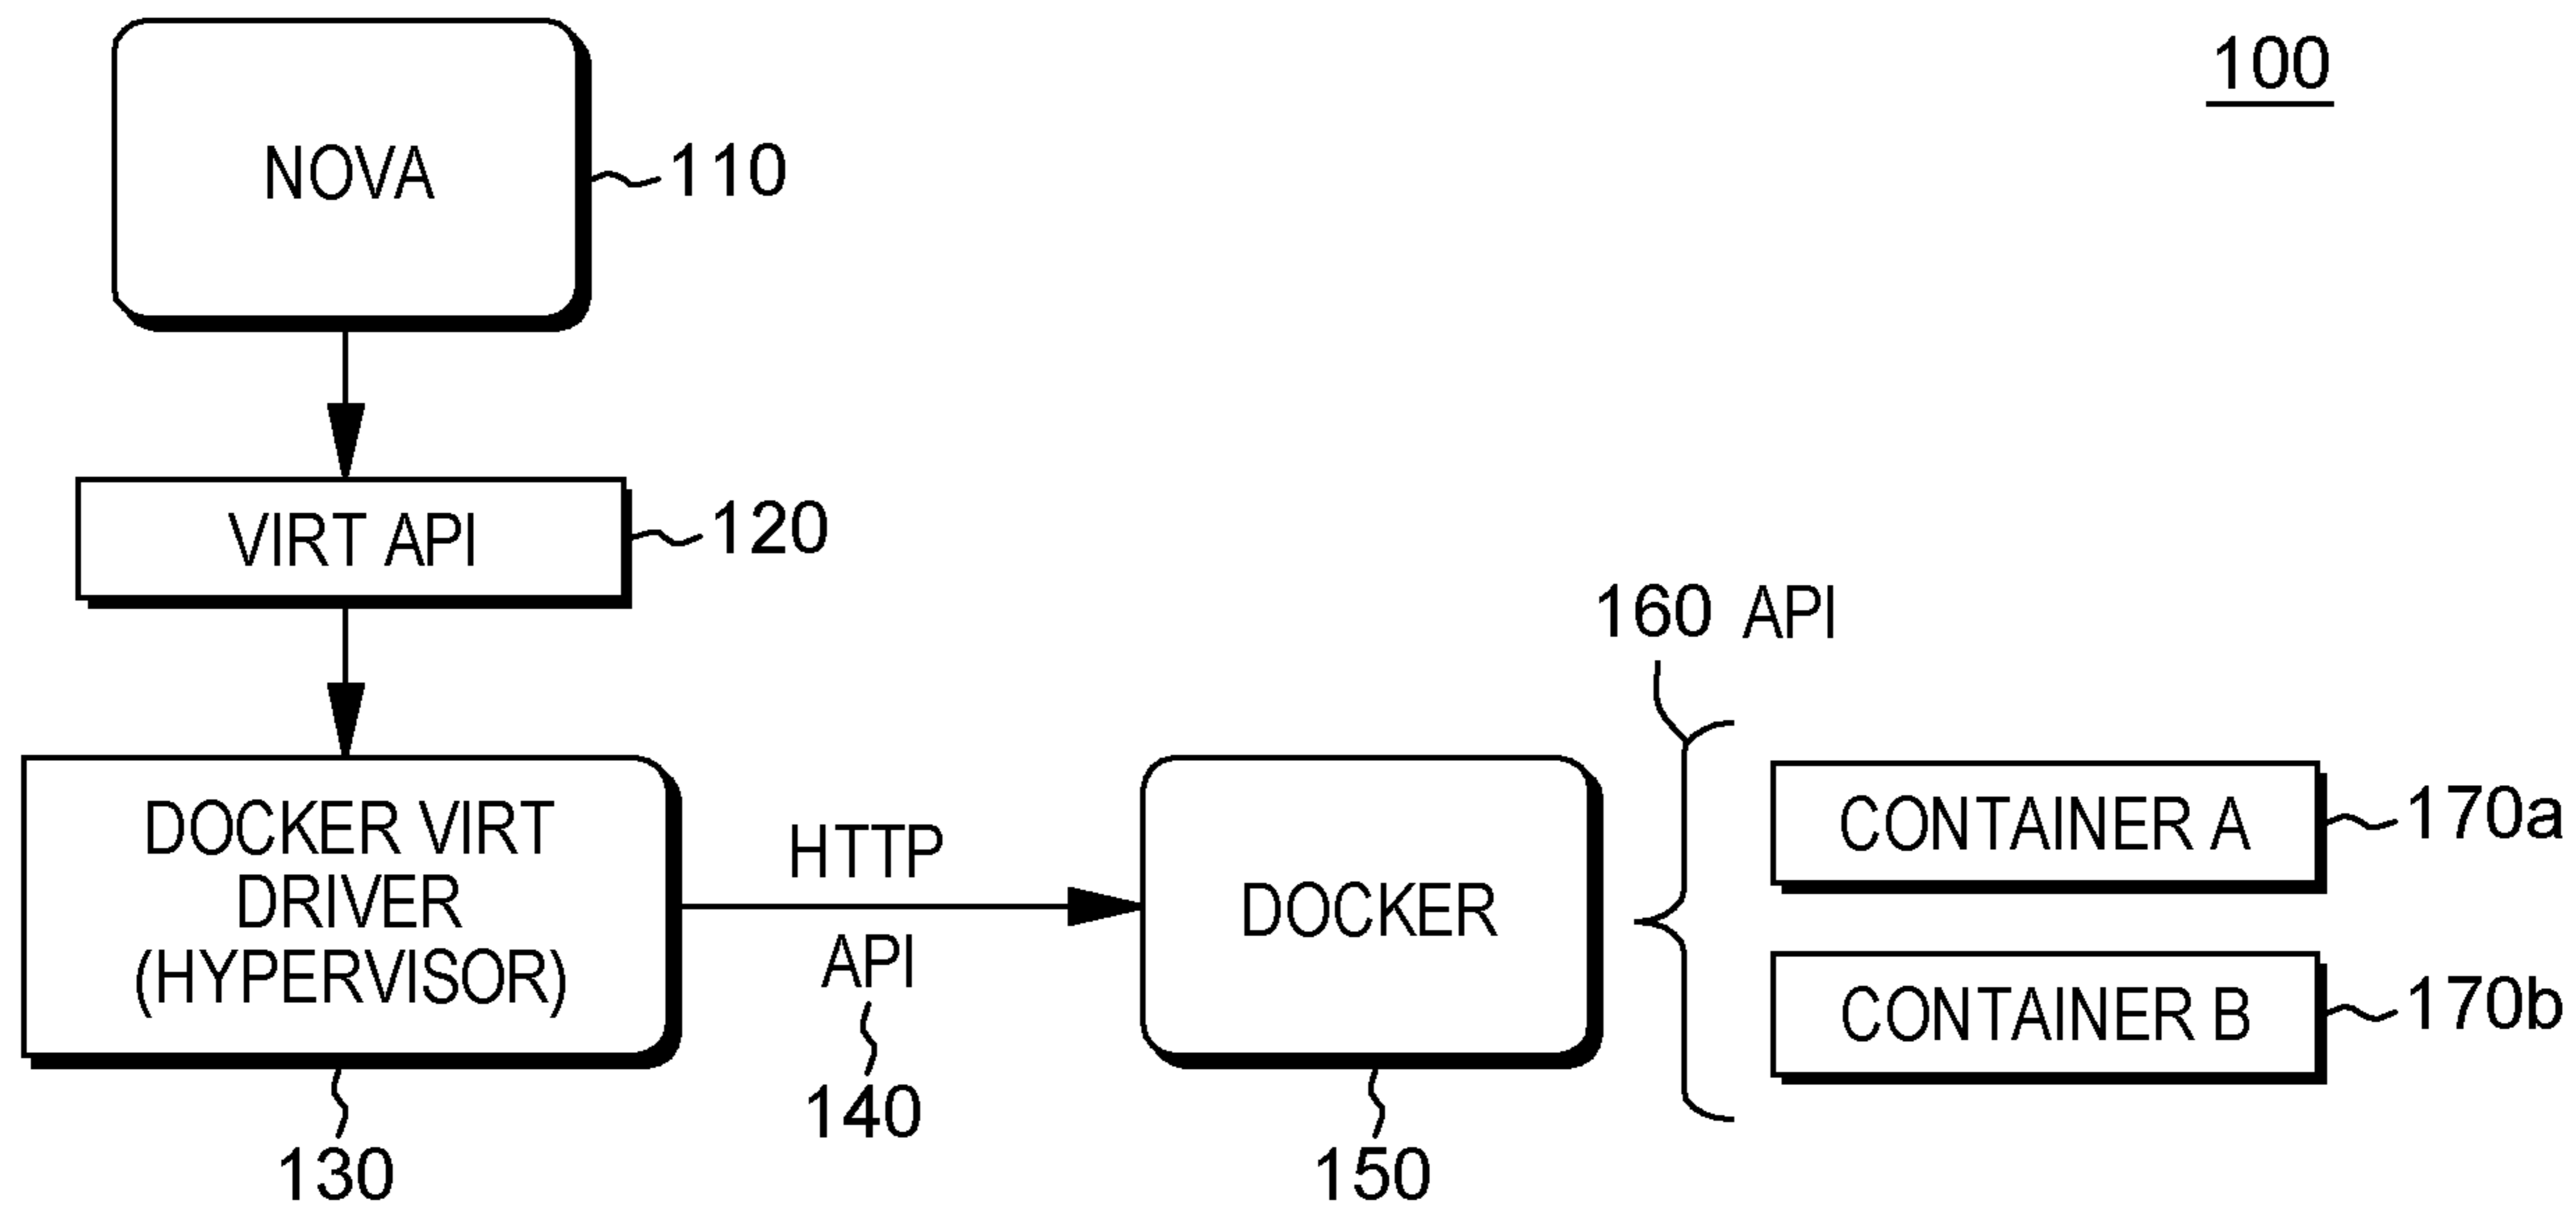 100
NOVA
110
VIRT API
120
160 API
DOCKER VIRT
DRIVER
(HYPERVISOR)
130
HTTP
API
140
DOCKER
150
CONTAINER A
170a
CONTAINER B
170b